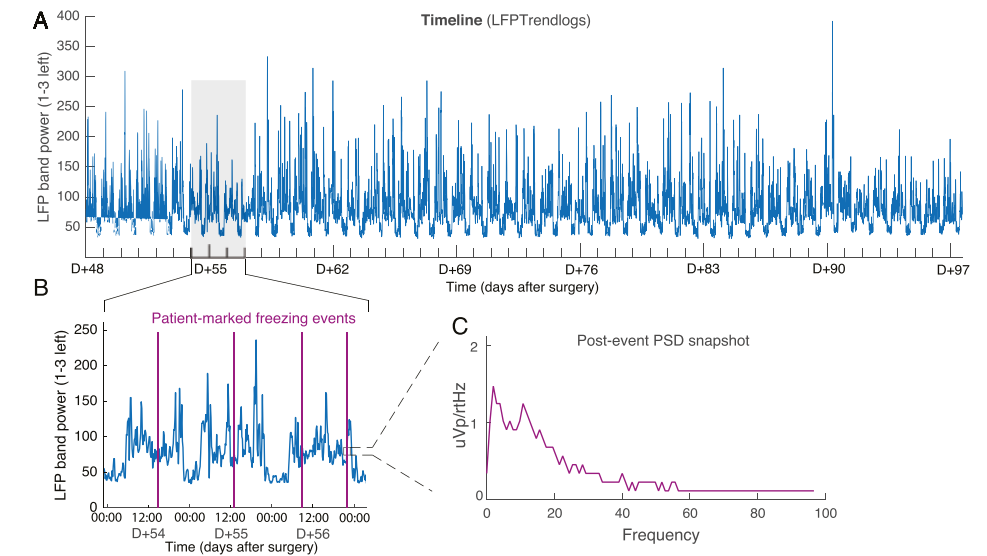 A
Timeline (LFPTrendlogs)
LFP band power (1-3 left)
400
350
300
250
200
150
100
50
D+48 D+55 D+62 D+69 D+76 D+83 D+90 D+97
Time (days after surgery)
B
Patient-marked freezing events
LFP band power (1-3 left)
250
200
150
100
50
0
00:00 12:00 00:00 12:00 00:00 12:00 00:00
D+54 D+55 D+56
Time (days after surgery)
C
Post-event PSD snapshot
uVp/rtHz
2
1
0
0 20 40 60 80 100
Frequency